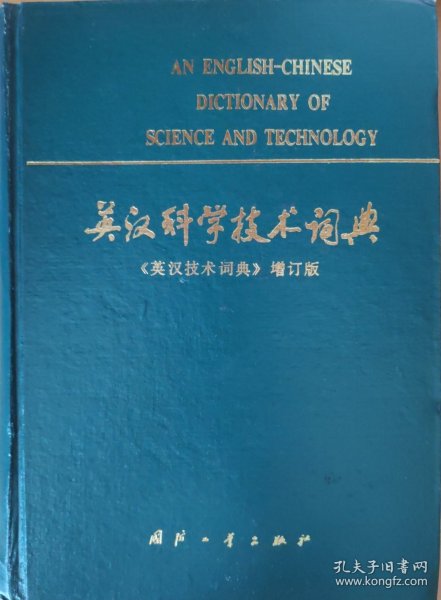 AN ENGLISH-CHINESE
DICTIONARY OF
SCIENCE AND TECHNOLOGY
英汉科学技术词典
《英汉技术词典》增订版
国防工业出版社
孔夫子旧书网
www.kongfz.com